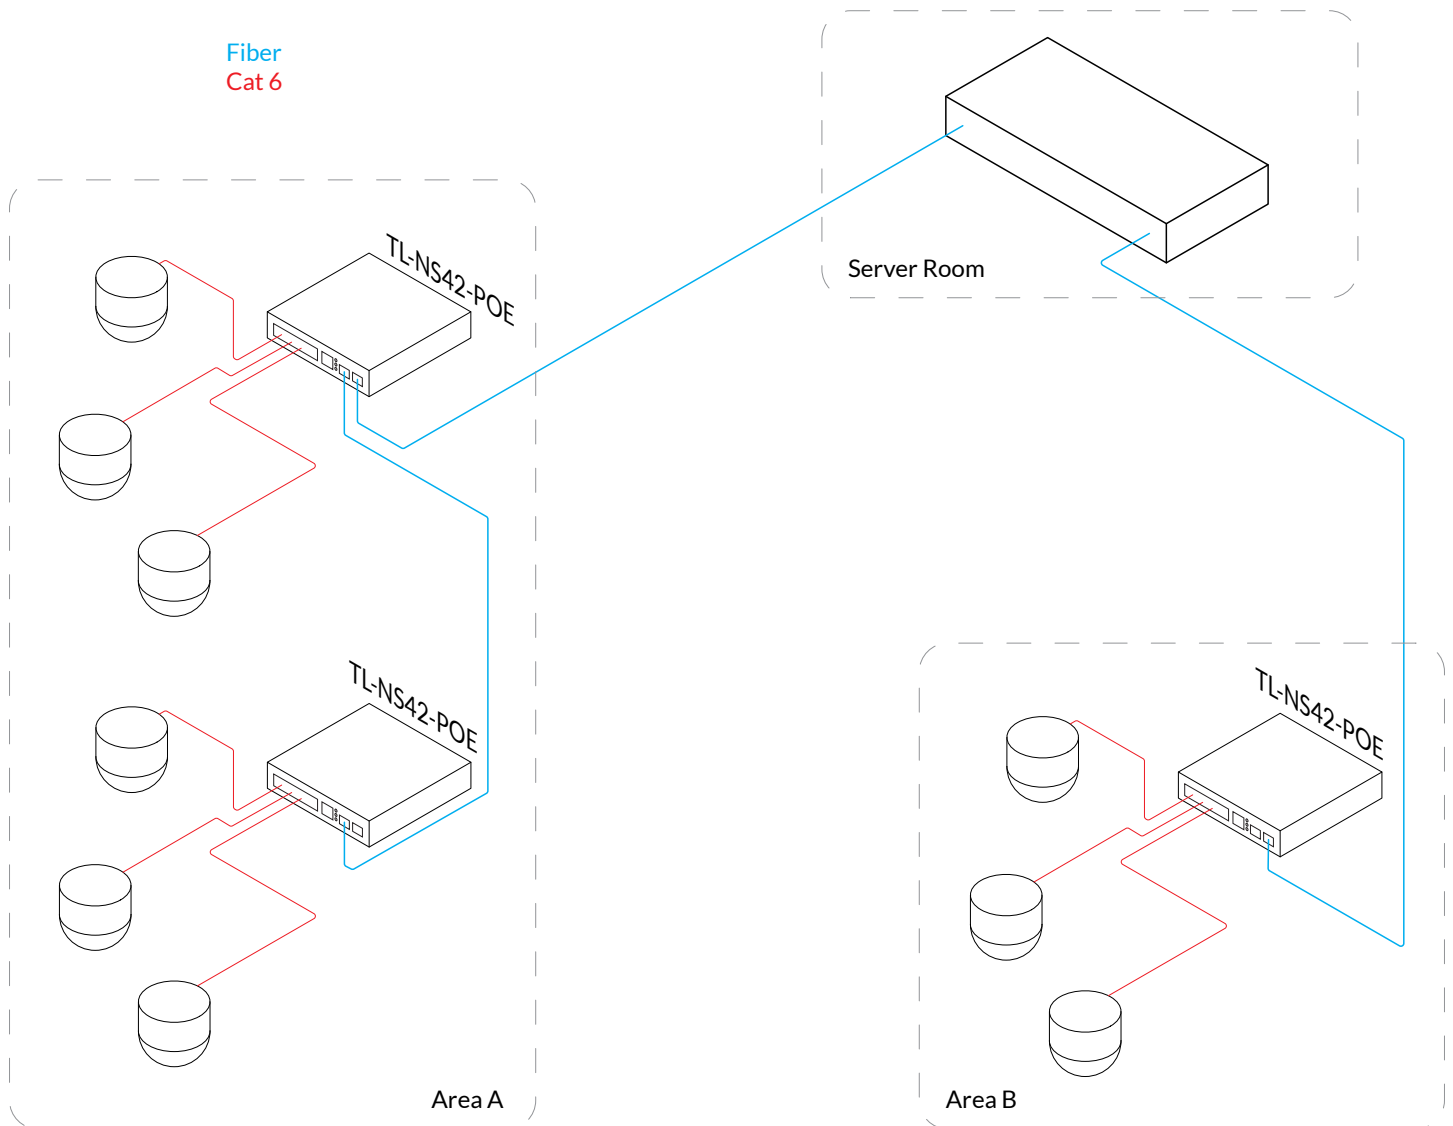 Fiber
Cat 6
Server Room
TL-NS42-POE
TL-NS42-POE
TL-NS42-POE
Area A
Area B